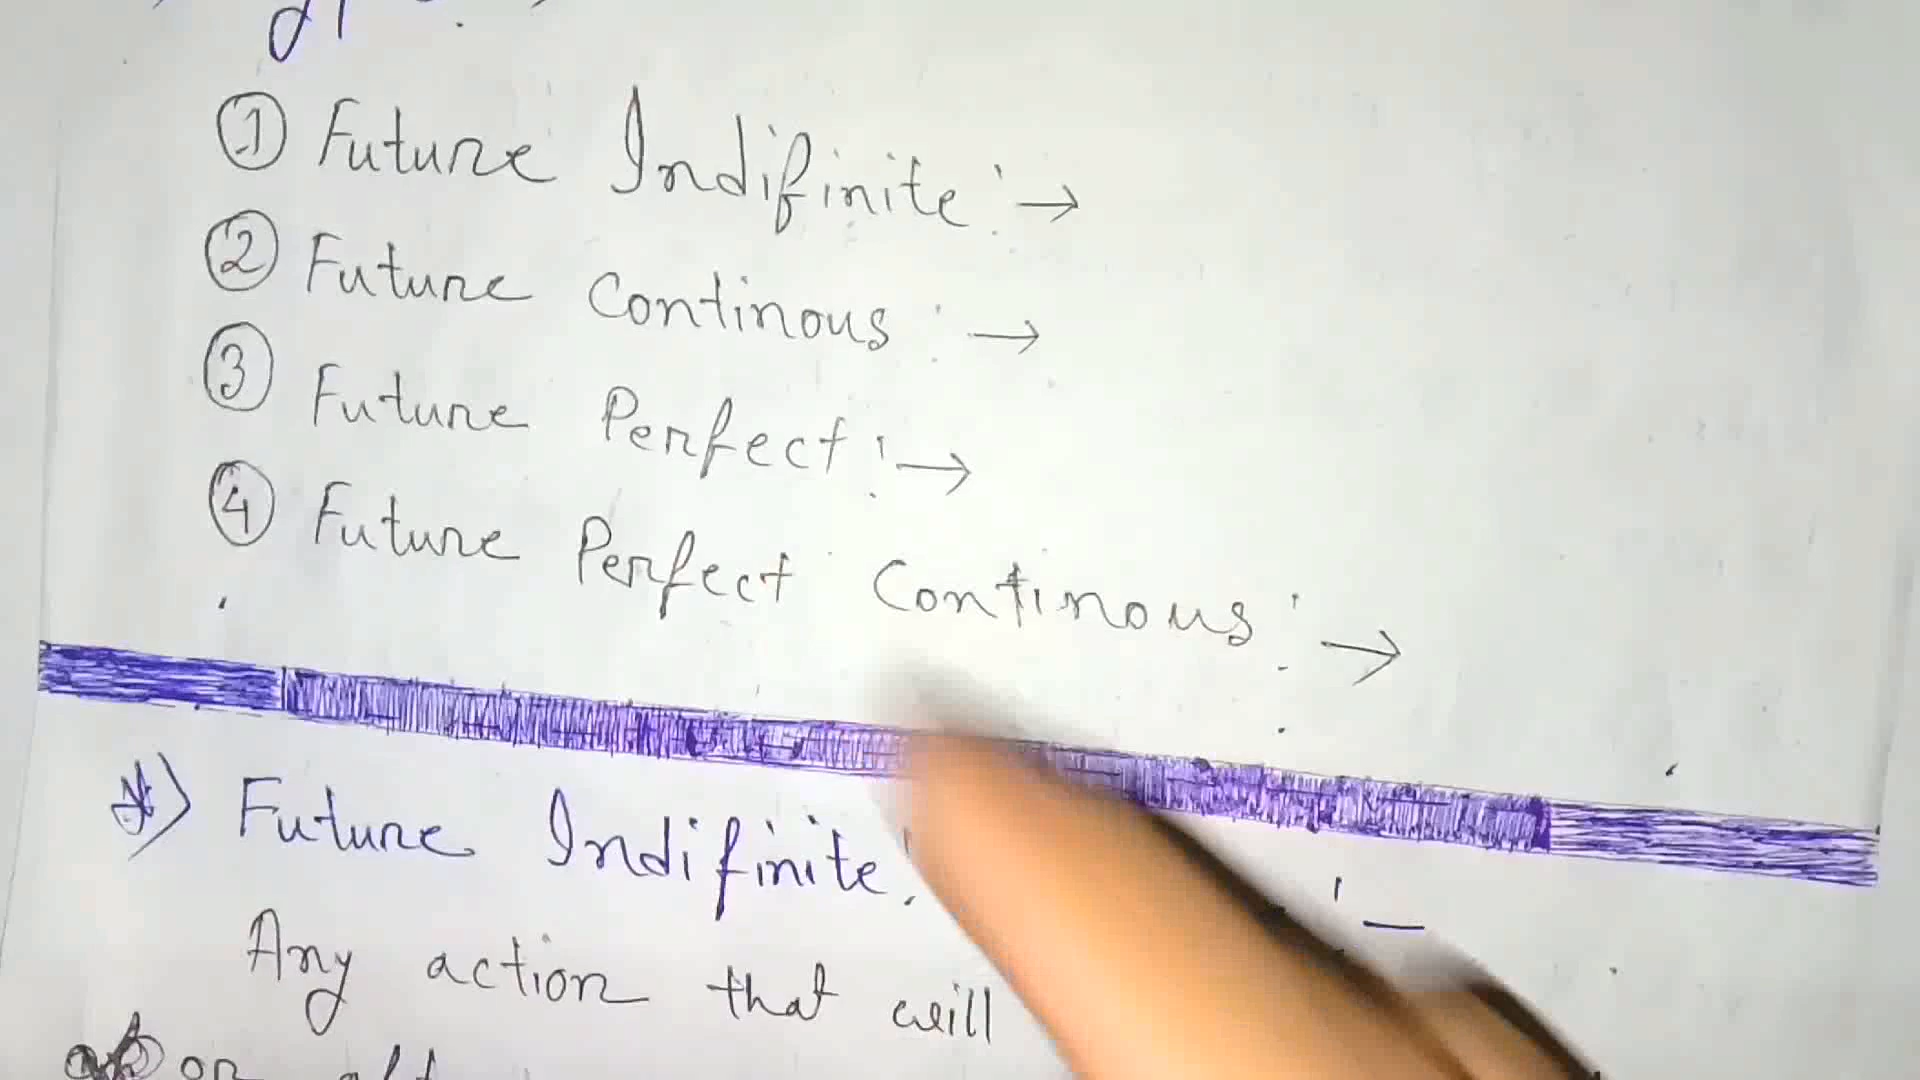 ① Future Indifinite :→
② Future Continous : →
③ Future Perfect :→
④ Future Perfect Continous :→
Future Indifinite :
Any action that will
or